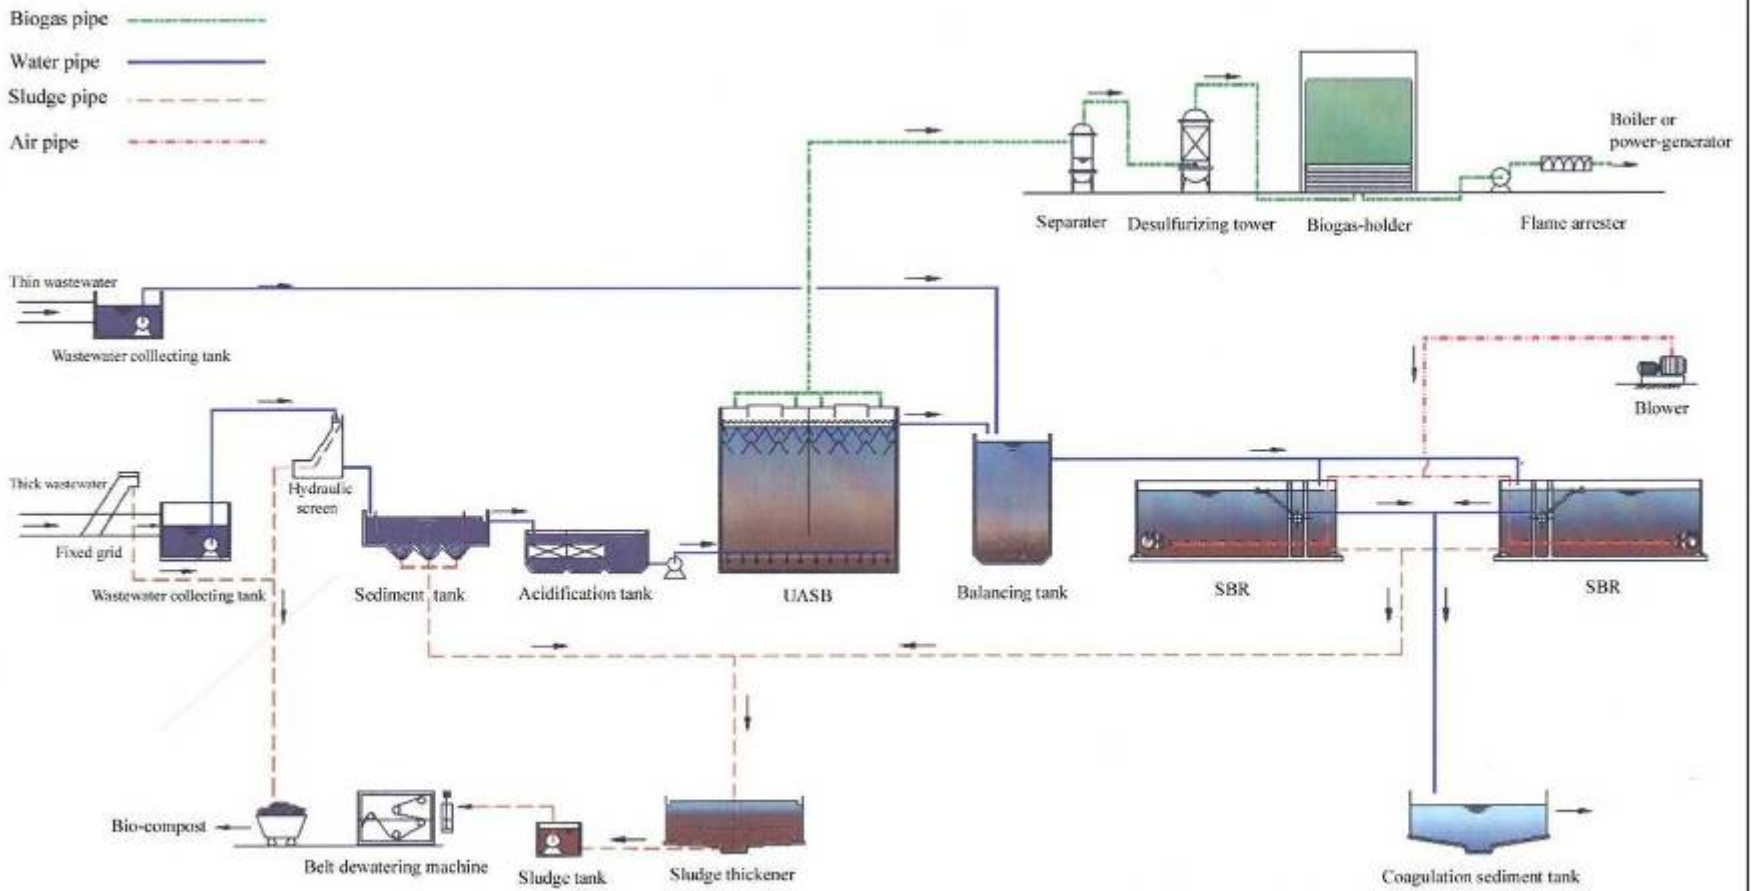 Biogas pipe
Water pipe
Sludge pipe
Air pipe
Boiler or
power-generator
Separater
Desulfurizing tower
Biogas-holder
Flame arrester
Thin wastewater
Wastewater colllecting tank
Blower
Thick wastewater
Hydraulic
screen
Fixed grid
Wastewater collecting tank
Sediment tank
Acidification tank
UASB
Balancing tank
SBR
SBR
Bio-compost
Belt dewatering machine
Sludge tank
Sludge thickener
Coagulation sediment tank